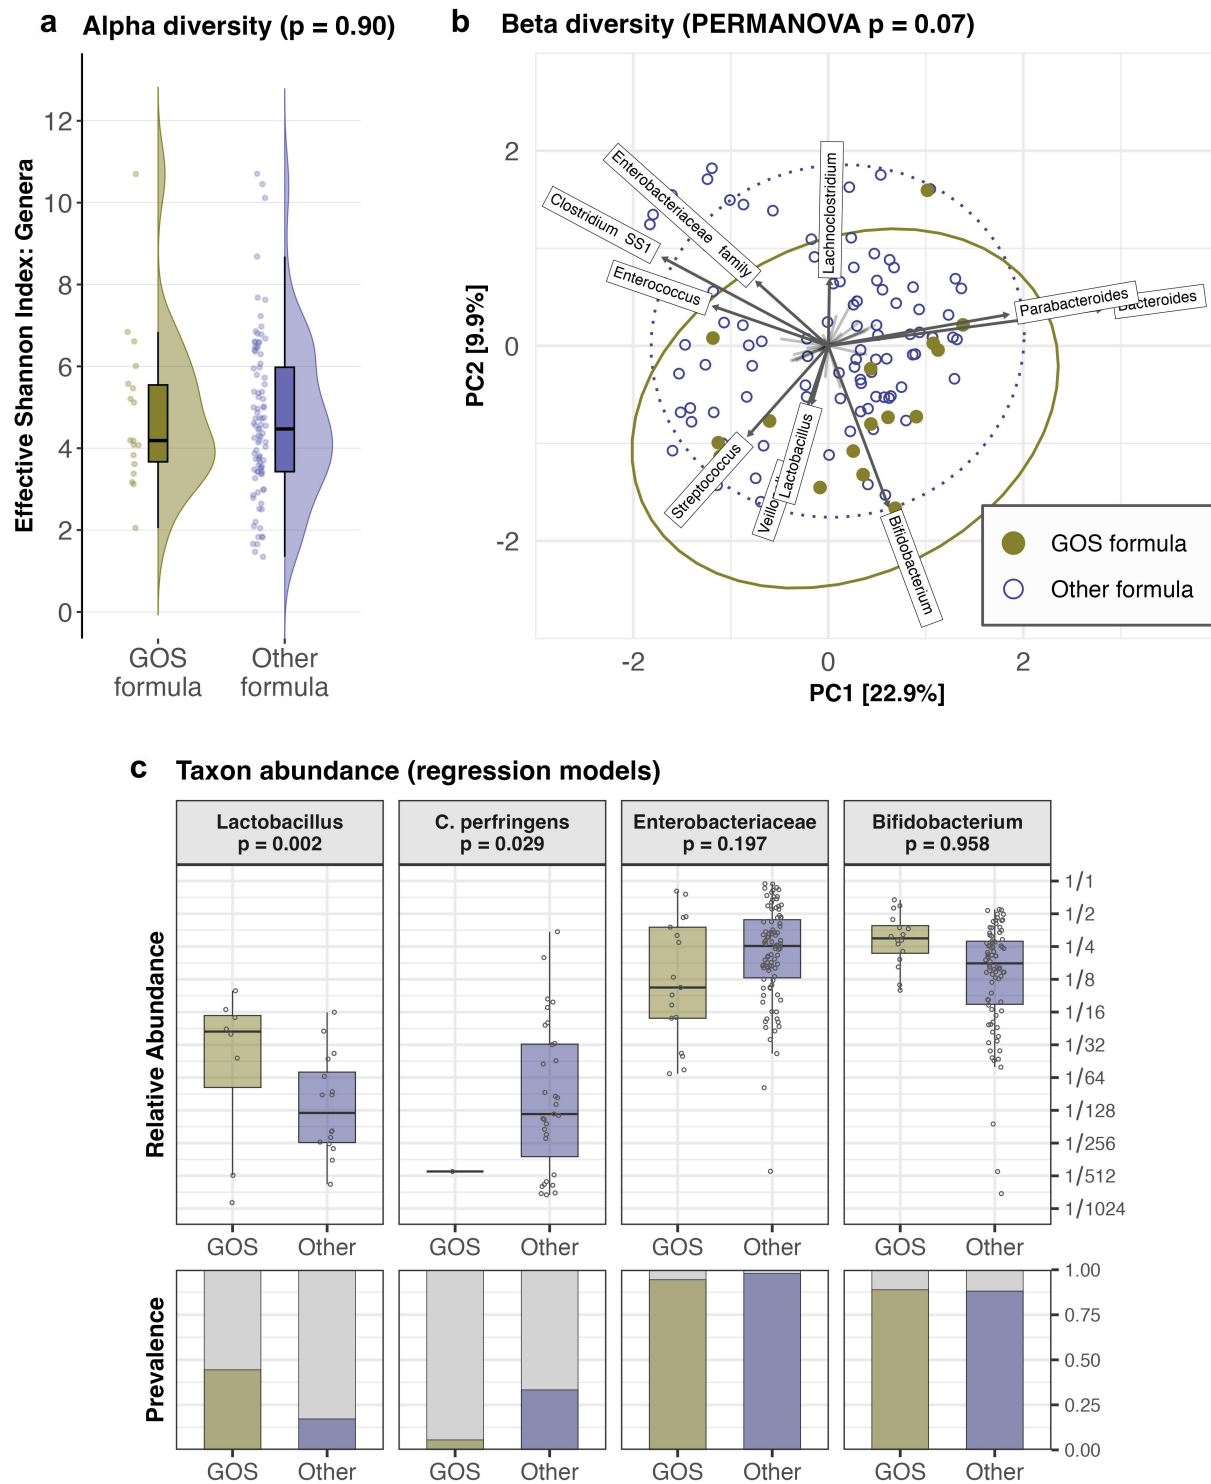 a Alpha diversity (p = 0.90)
b Beta diversity (PERMANOVA p = 0.07)
Effective Shannon Index: Genera
12
10
8
6
4
2
0
GOS formula
Other formula
PC2 [9.9%]
2
0
-2
Enterobacteriaceae family
Clostridium SS1
Enterococcus
Lachnoclostridium
Parabacteroides
Bacteroides
Streptococcus
Lactobacillus
Bifidobacterium
GOS formula
Other formula
-2
0
2
PC1 [22.9%]
c Taxon abundance (regression models)
Lactobacillus
p = 0.002
C. perfringens
p = 0.029
Enterobacteriaceae
p = 0.197
Bifidobacterium
p = 0.958
Relative Abundance
1/1
1/2
1/4
1/8
1/16
1/32
1/64
1/128
1/256
1/512
1/1024
GOS Other GOS Other GOS Other GOS Other
Prevalence
1.00
0.75
0.50
0.25
0.00
GOS Other GOS Other GOS Other GOS Other